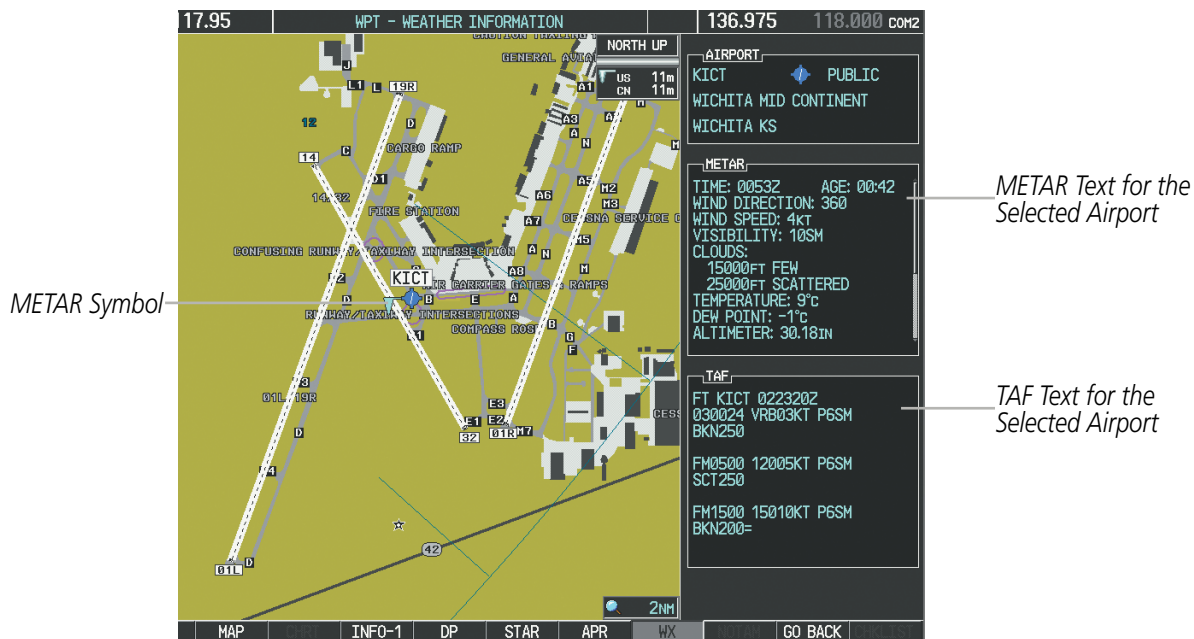 17.95
WPT - WEATHER INFORMATION
136.975
118.000 COM2
NORTH UP
US 11m
CN 11m
GENERAL AVIA
J
L1
L
19R
A1
M
D
A3
A
N
12
CARGO RAMP
14
C
D1
A5
M2
A6
M3
14/32
FIRE STATION
A7
CESSNA SERVICE C
M5
CONFUSING RUNWAY/TAXIWAY INTERSECTION
A
N
A8
M
KICT
AIR CARRIER GATES & RAMPS
D
B
E
A
RUNWAY/TAXIWAY INTERSECTIONS
COMPASS ROSE
B
G
F
01L/19R
E3
D
E1
E2
01R
M7
32
CESS
42
01L
D
2NM
AIRPORT
KICT
PUBLIC
WICHITA MID CONTINENT
WICHITA KS
METAR
TIME: 0053Z AGE: 00:42
WIND DIRECTION: 360
WIND SPEED: 4KT
VISIBILITY: 10SM
CLOUDS:
15000FT FEW
25000FT SCATTERED
TEMPERATURE: 9°C
DEW POINT: -1°C
ALTIMETER: 30.18IN
TAF
FT KICT 022320Z
030024 VRB03KT P6SM
BKN250
FM0500 12005KT P6SM
SCT250
FM1500 15010KT P6SM
BKN200=
MAP
CHRT
INFO-1
DP
STAR
APR
WX
NOTAM
GO BACK
CHKLIST
METAR Symbol
METAR Text for the
Selected Airport
TAF Text for the
Selected Airport